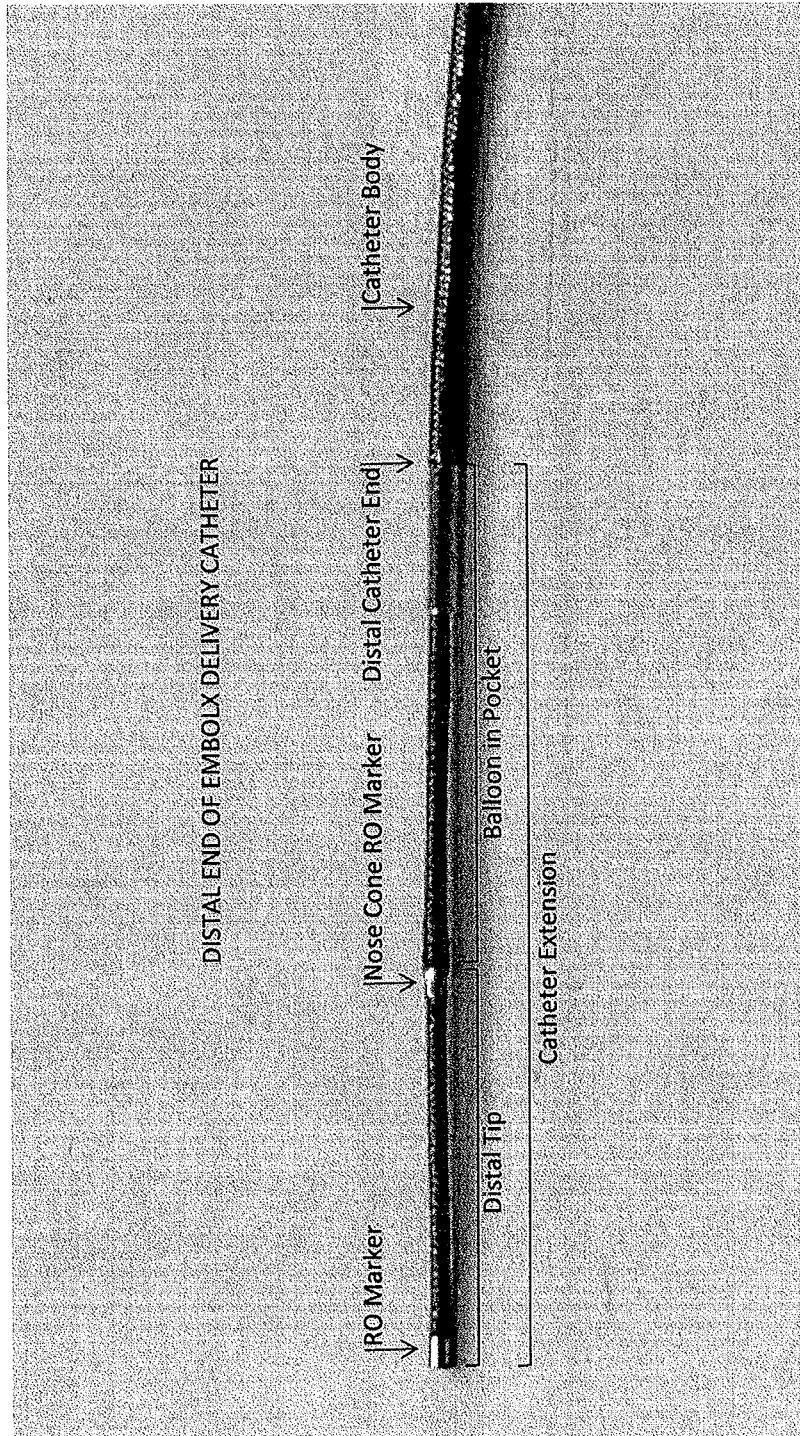 DISTAL END OF EMBOLX DELIVERY CATHETER
RO Marker
Nose Cone RO Marker
Distal Catheter End
Catheter Body
Distal Tip
Balloon in Pocket
Catheter Extension